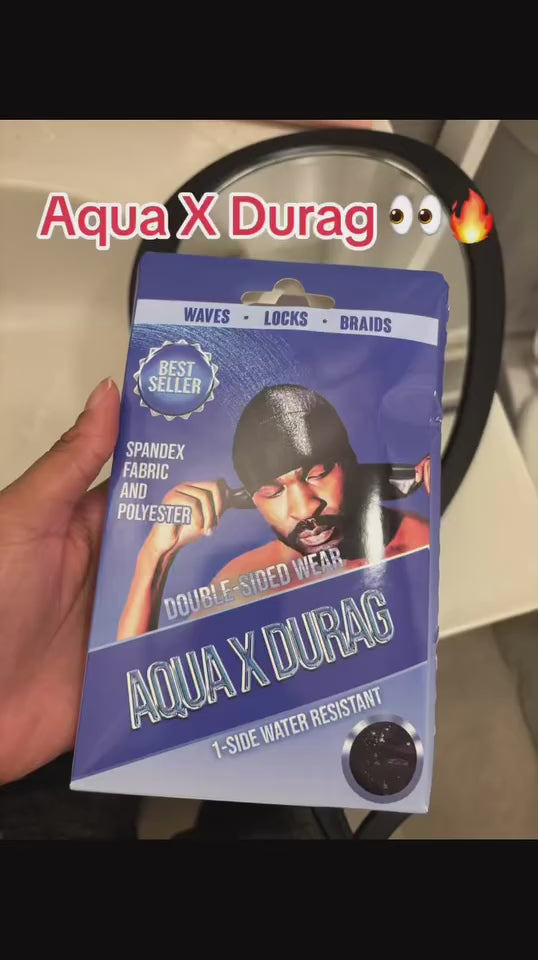 Aqua X Durag 👀🔥
WAVES • LOCKS • BRAIDS
BEST
SELLER
SPANDEX
FABRIC
AND
POLYESTER
DOUBLE-SIDED WEAR
AQUA X DURAG
1-SIDE WATER RESISTANT